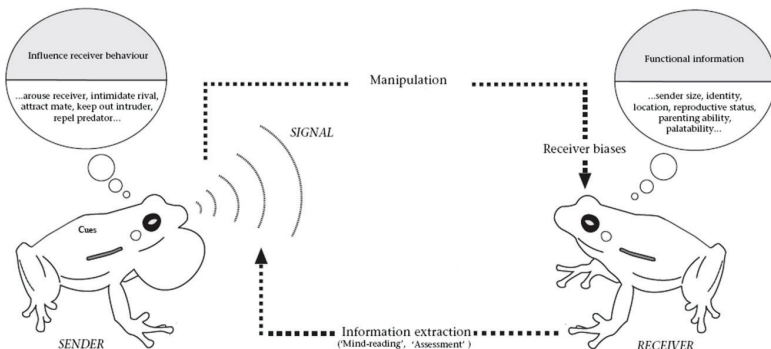 Influence receiver behaviour
...arouse receiver, intimidate rival,
attract mate, keep out intruder,
repel predator...
Manipulation
Functional information
...sender size, identity,
location, reproductive status,
parenting ability,
palatability...
SIGNAL
Receiver biases
Cues
Information extraction
('Mind-reading', 'Assessment' )
SENDER
RECEIVER